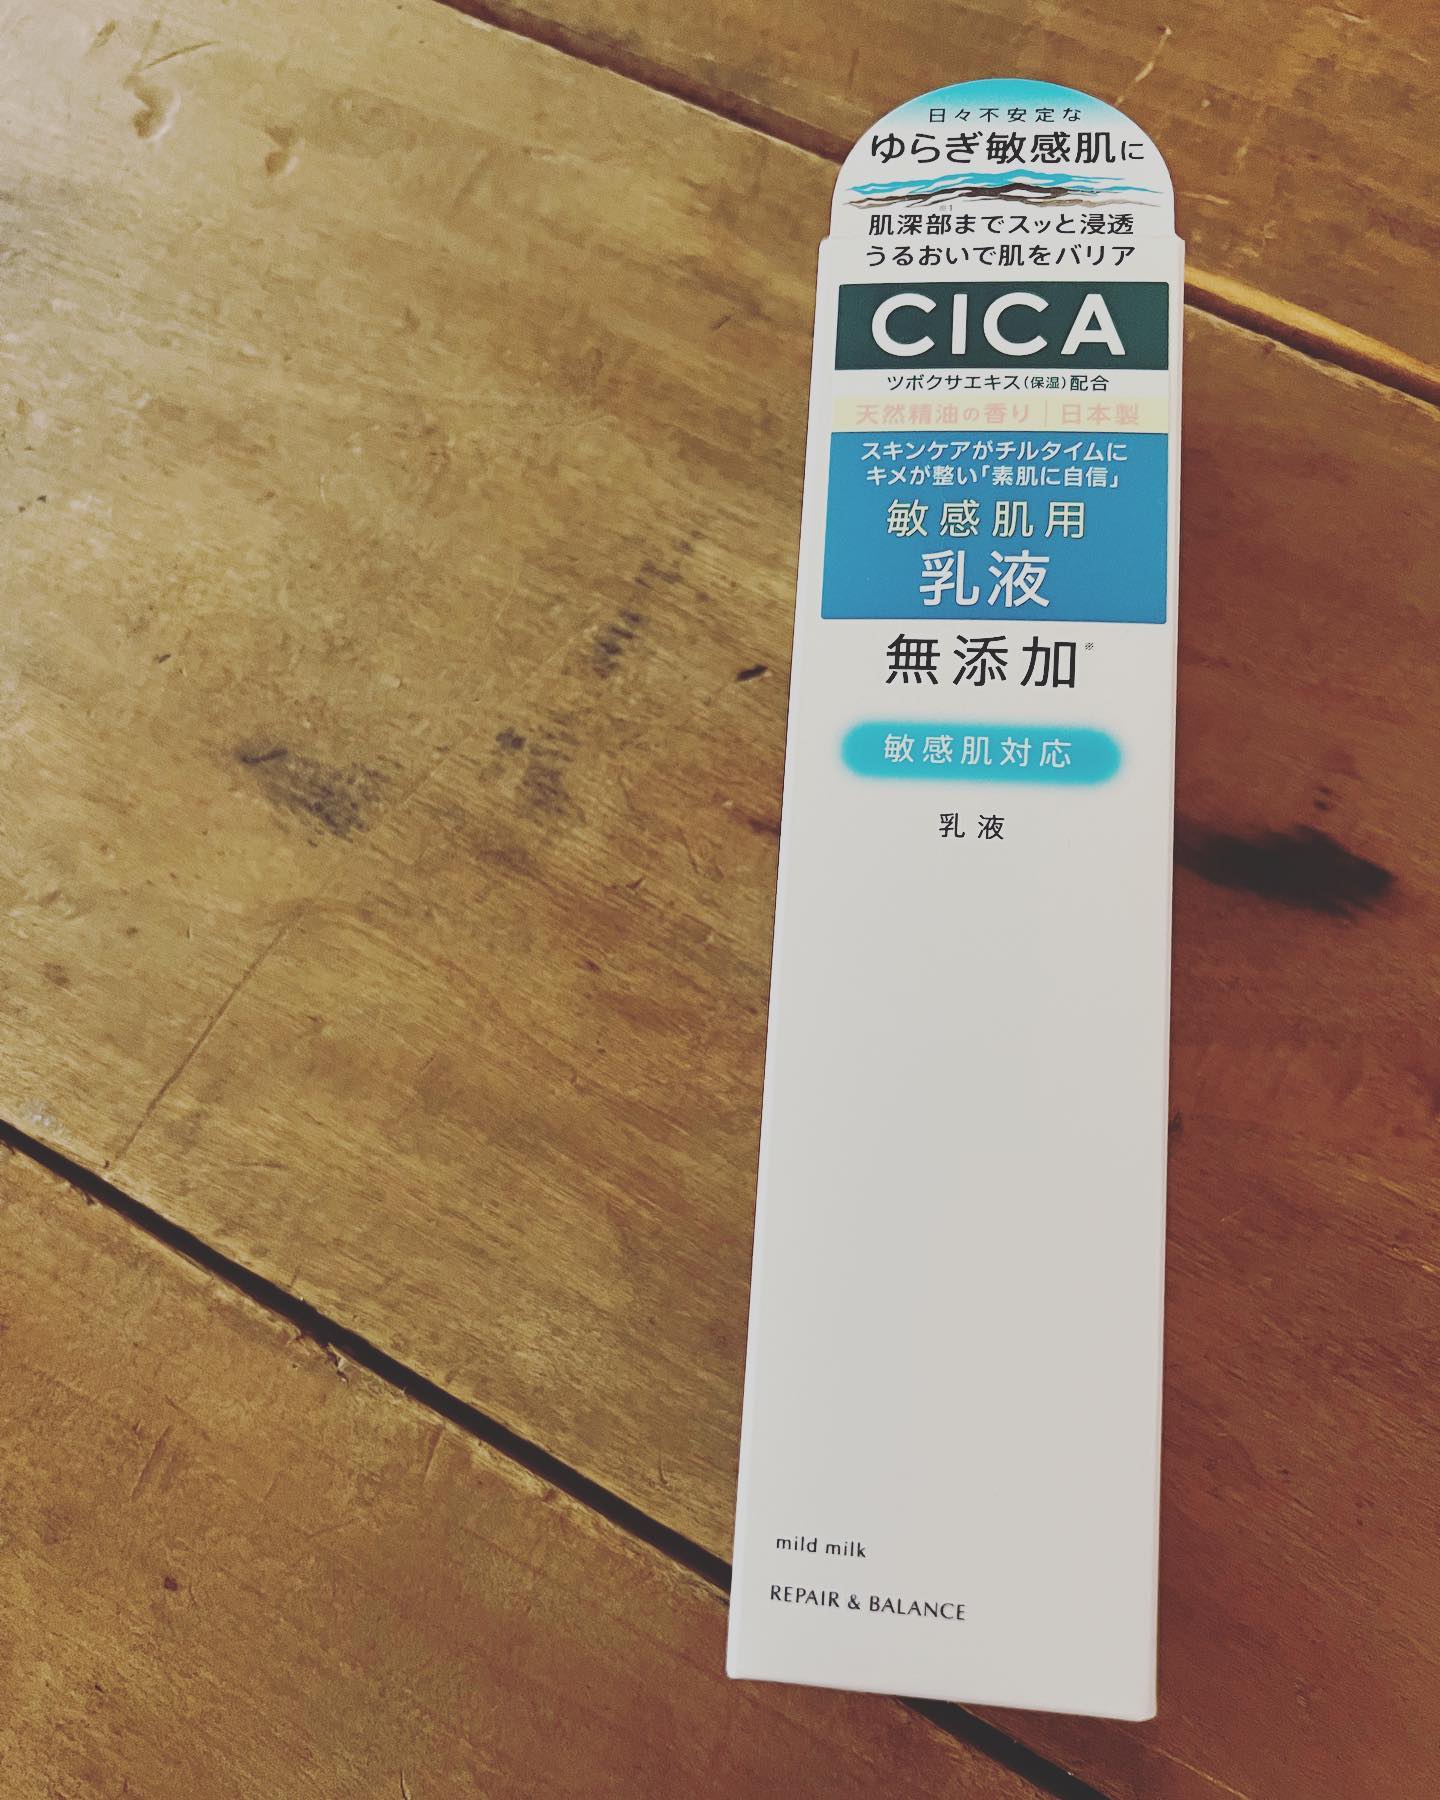 日々不安定な
ゆらぎ敏感肌に
※1
肌深部までスッと浸透
うるおいで肌をバリア
CICA
ツボクサエキス(保湿)配合
天然精油の香り|日本製
スキンケアがチルタイムに
キメが整い「素肌に自信」
敏感肌用
乳液
無添加※
敏感肌対応
乳液
mild milk
REPAIR & BALANCE